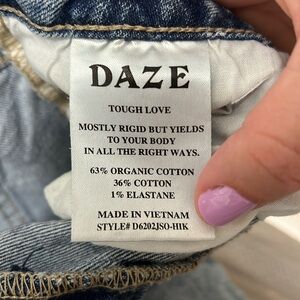 DAZE
TOUGH LOVE
MOSTLY RIGID BUT YIELDS
TO YOUR BODY
IN ALL THE RIGHT WAYS.
63% ORGANIC COTTON
36% COTTON
1% ELASTANE
MADE IN VIETNAM
STYLE# D6202JSO-HIK